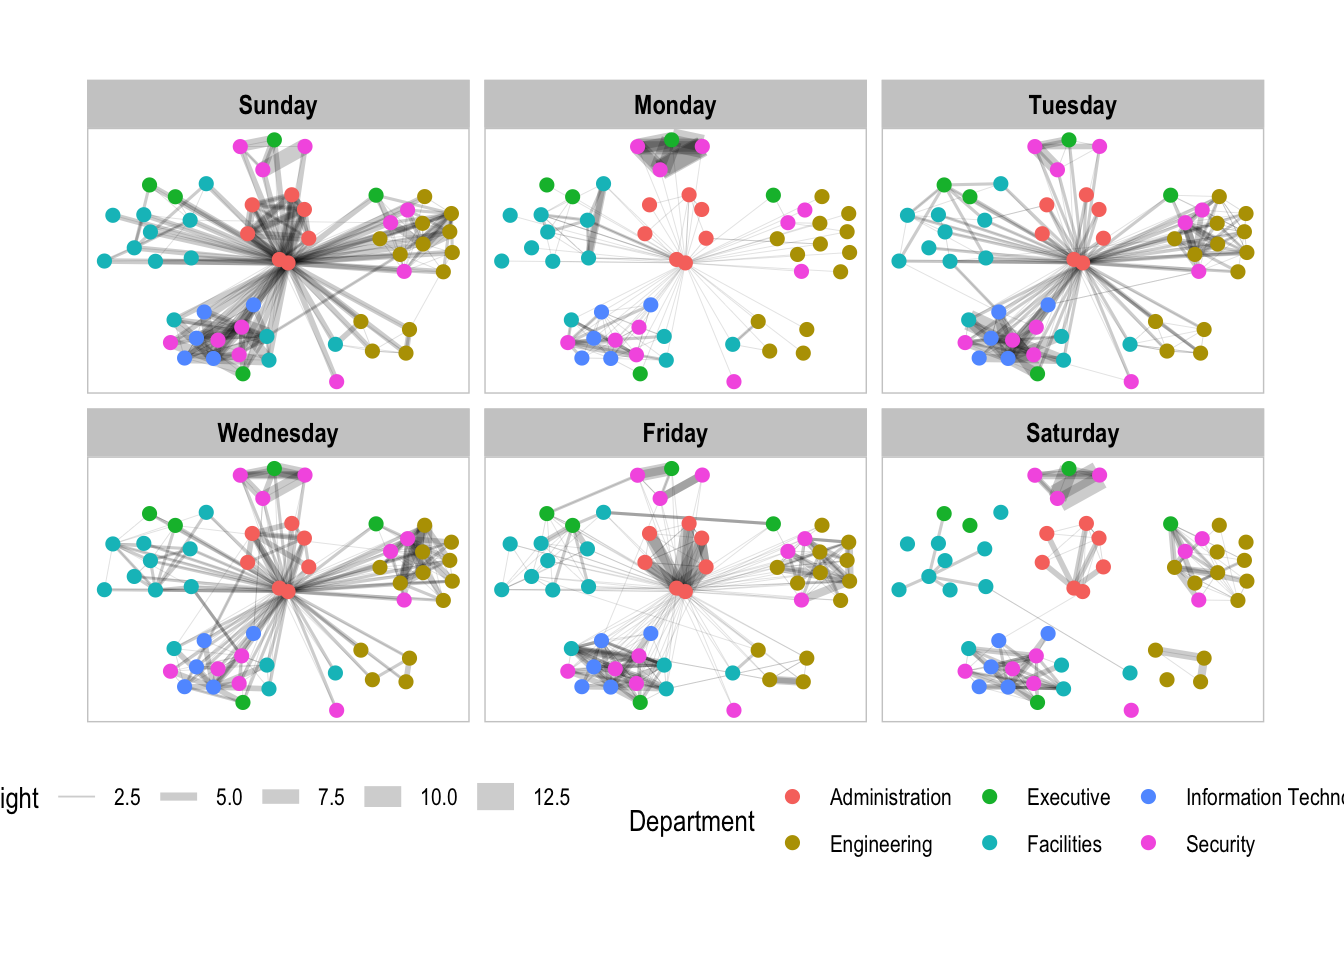 Sunday Monday Tuesday
Wednesday Friday Saturday
ight 2.5 5.0 7.5 10.0 12.5
Department
Administration Executive Information Techno
Engineering Facilities Security